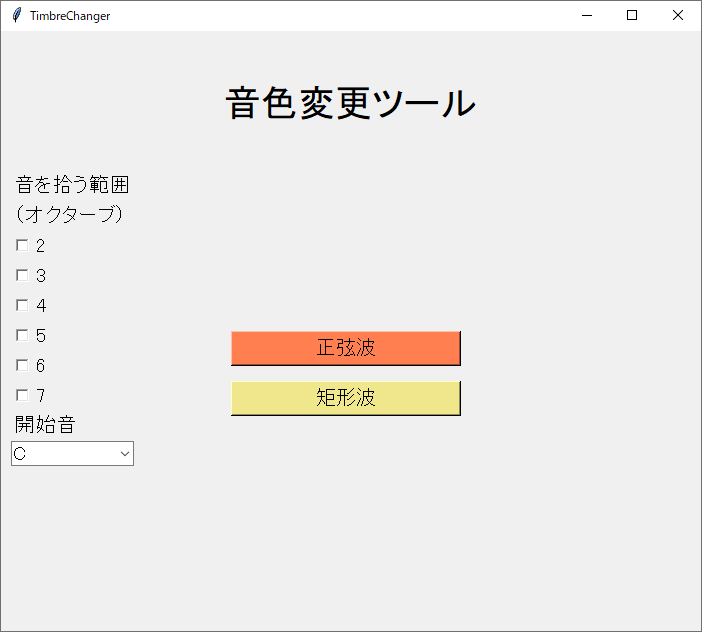 TimbreChanger
音色変更ツール
音を拾う範囲
(オクターブ)
2
3
4
5
6
7
正弦波
矩形波
開始音
C